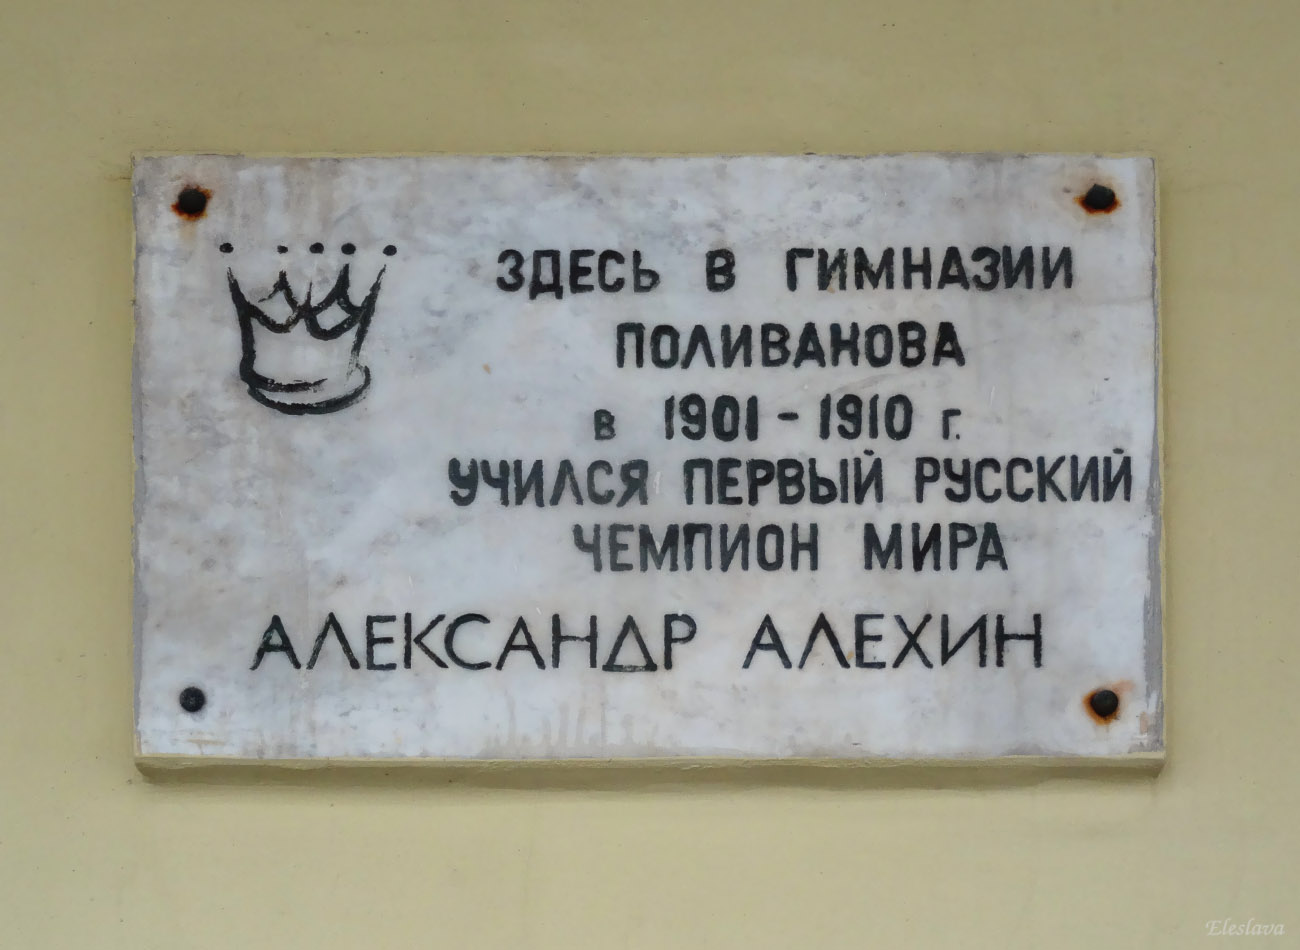 ЗДЕСЬ В ГИМНАЗИИ
ПОЛИВАНОВА
в 1901 - 1910 г.
УЧИЛСЯ ПЕРВЫЙ РУССКИЙ
ЧЕМПИОН МИРА
АЛЕКСАНДР АЛЕХИН
Eleslava